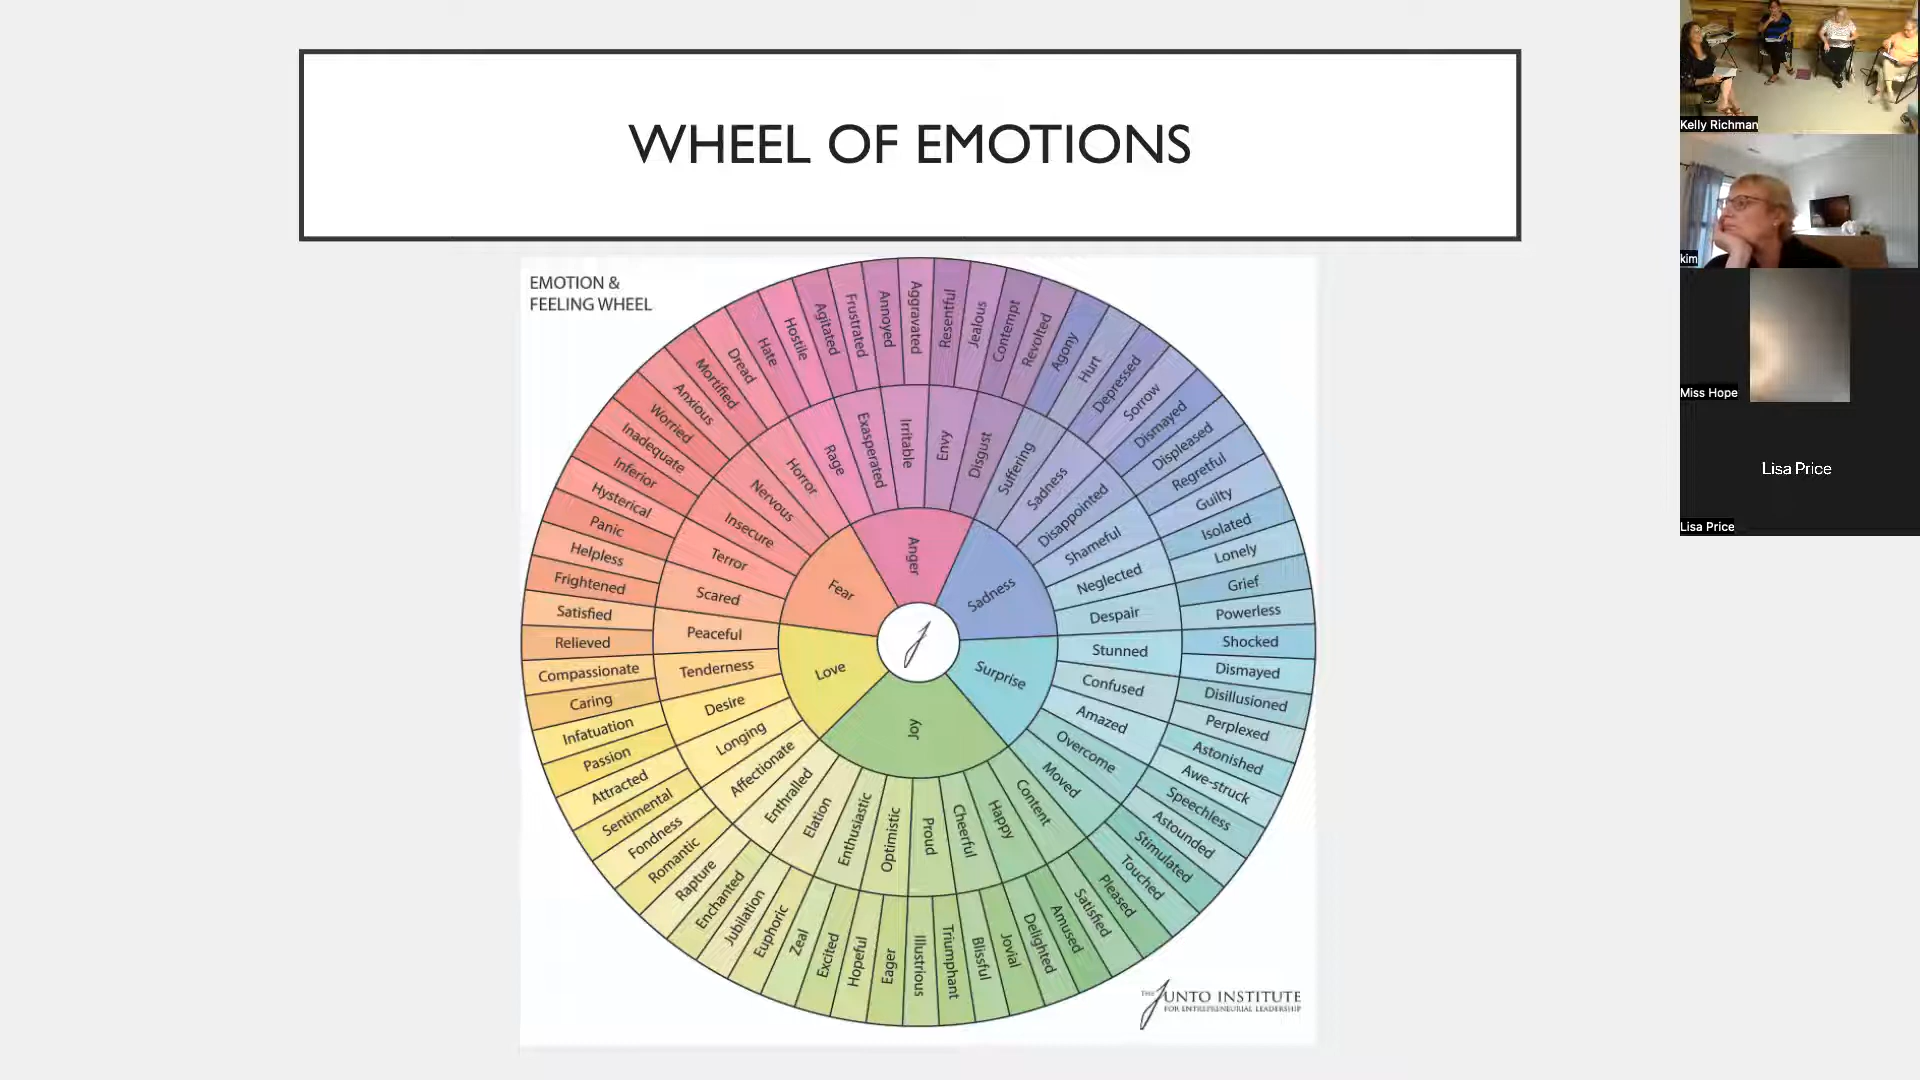 WHEEL OF EMOTIONS
EMOTION &
FEELING WHEEL
Anger
Sadness
Surprise
Joy
Love
Fear
Rage
Exasperated
Irritable
Envy
Disgust
Suffering
Sadness
Disappointed
Shameful
Neglected
Despair
Stunned
Confused
Amazed
Overcome
Moved
Content
Happy
Cheerful
Proud
Optimistic
Enthusiastic
Elation
Enthralled
Affectionate
Longing
Desire
Tenderness
Peaceful
Scared
Terror
Insecure
Nervous
Horror
Hate
Hostile
Agitated
Frustrated
Annoyed
Aggravated
Resentful
Jealous
Contempt
Revolted
Agony
Hurt
Depressed
Sorrow
Dismayed
Displeased
Regretful
Guilty
Isolated
Lonely
Grief
Powerless
Shocked
Dismayed
Disillusioned
Perplexed
Astonished
Awe-struck
Speechless
Astounded
Stimulated
Touched
Pleased
Satisfied
Amused
Delighted
Jovial
Blissful
Triumphant
Illustrious
Eager
Hopeful
Excited
Zeal
Euphoric
Jubilation
Enchanted
Rapture
Romantic
Fondness
Sentimental
Attracted
Passion
Infatuation
Caring
Compassionate
Relieved
Satisfied
Frightened
Helpless
Panic
Hysterical
Inferior
Inadequate
Worried
Anxious
Mortified
Dread
J
THE JUNTO INSTITUTE
FOR ENTREPRENEURIAL LEADERSHIP
Kelly Richman
kim
Miss Hope
Lisa Price
Lisa Price